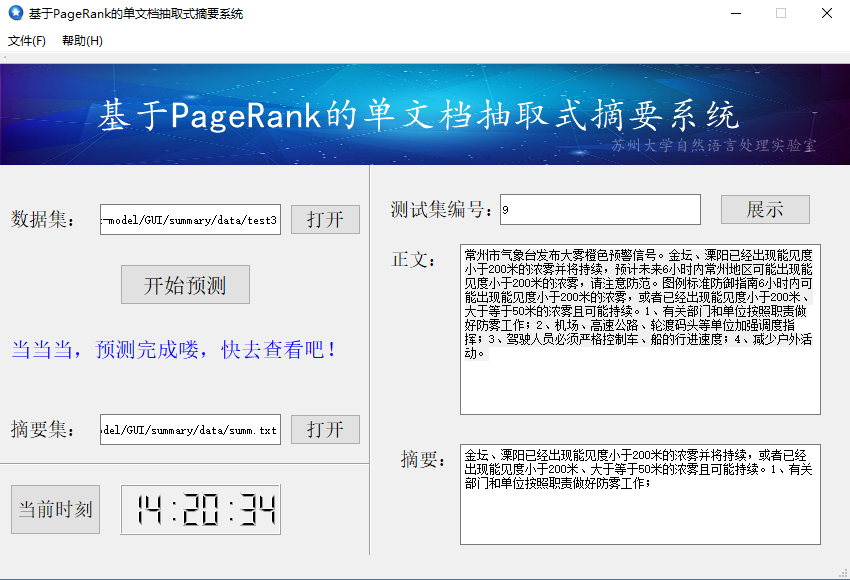 基于PageRank的单文档抽取式摘要系统
文件(F) 帮助(H)
基于PageRank的单文档抽取式摘要系统
苏州大学自然语言处理实验室
数据集： :-model/GUI/summary/data/test3 打开
开始预测
当当当，预测完成喽，快去查看吧！
摘要集： odel/GUI/summary/data/summ.txt 打开
当前时刻 14:20:34
测试集编号： 9 展示
正文：
常州市气象台发布大雾橙色预警信号。金坛、溧阳已经出现能见度
小于200米的浓雾并将持续，预计未来6小时内常州地区可能出现能
见度小于200米的浓雾，请注意防范。图例标准防御指南6小时内可
能出现能见度小于200米的浓雾，或者已经出现能见度小于200米、
大于等于50米的浓雾且可能持续。1、有关部门和单位按照职责做
好防雾工作；2、机场、高速公路、轮渡码头等单位加强调度指
挥；3、驾驶人员必须严格控制车、船的行进速度；4、减少户外活
动。
摘要：
金坛、溧阳已经出现能见度小于200米的浓雾并将持续，或者已经
出现能见度小于200米、大于等于50米的浓雾且可能持续。1、有关
部门和单位按照职责做好防雾工作；